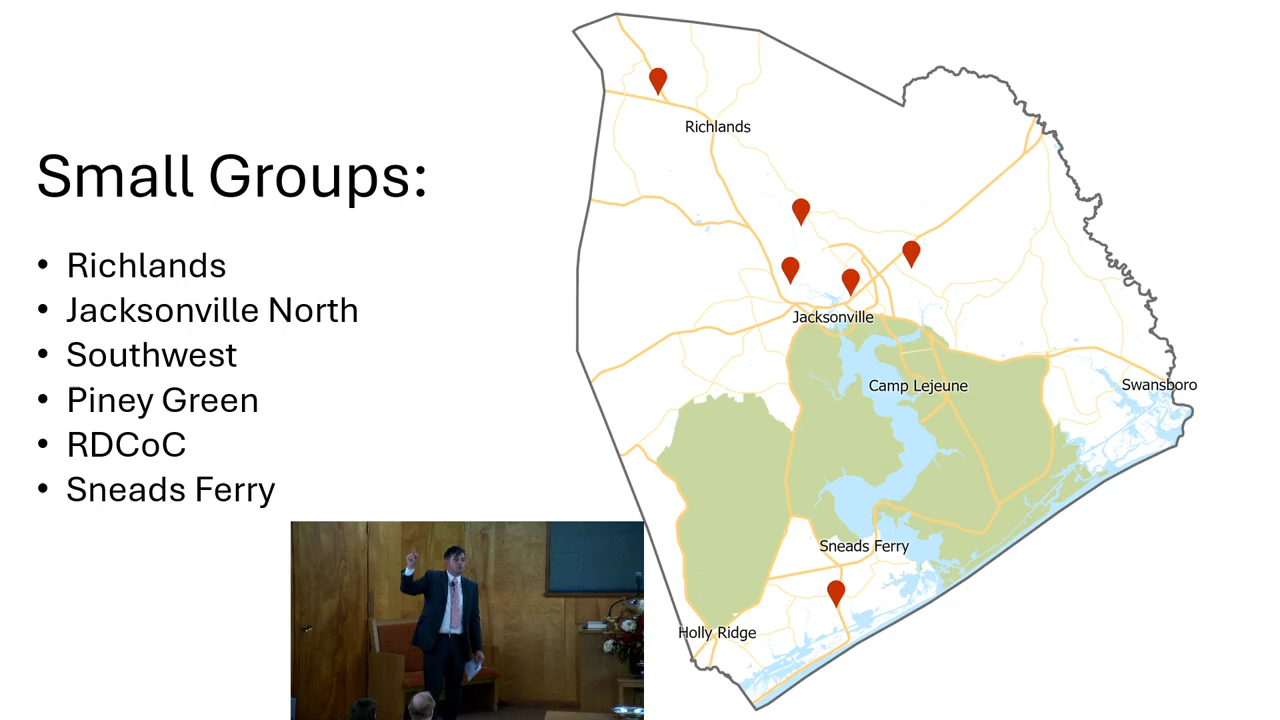 Small Groups:
• Richlands
• Jacksonville North
• Southwest
• Piney Green
• RDCoC
• Sneads Ferry
Richlands
Jacksonville
Camp Lejeune
Swansboro
Sneads Ferry
Holly Ridge